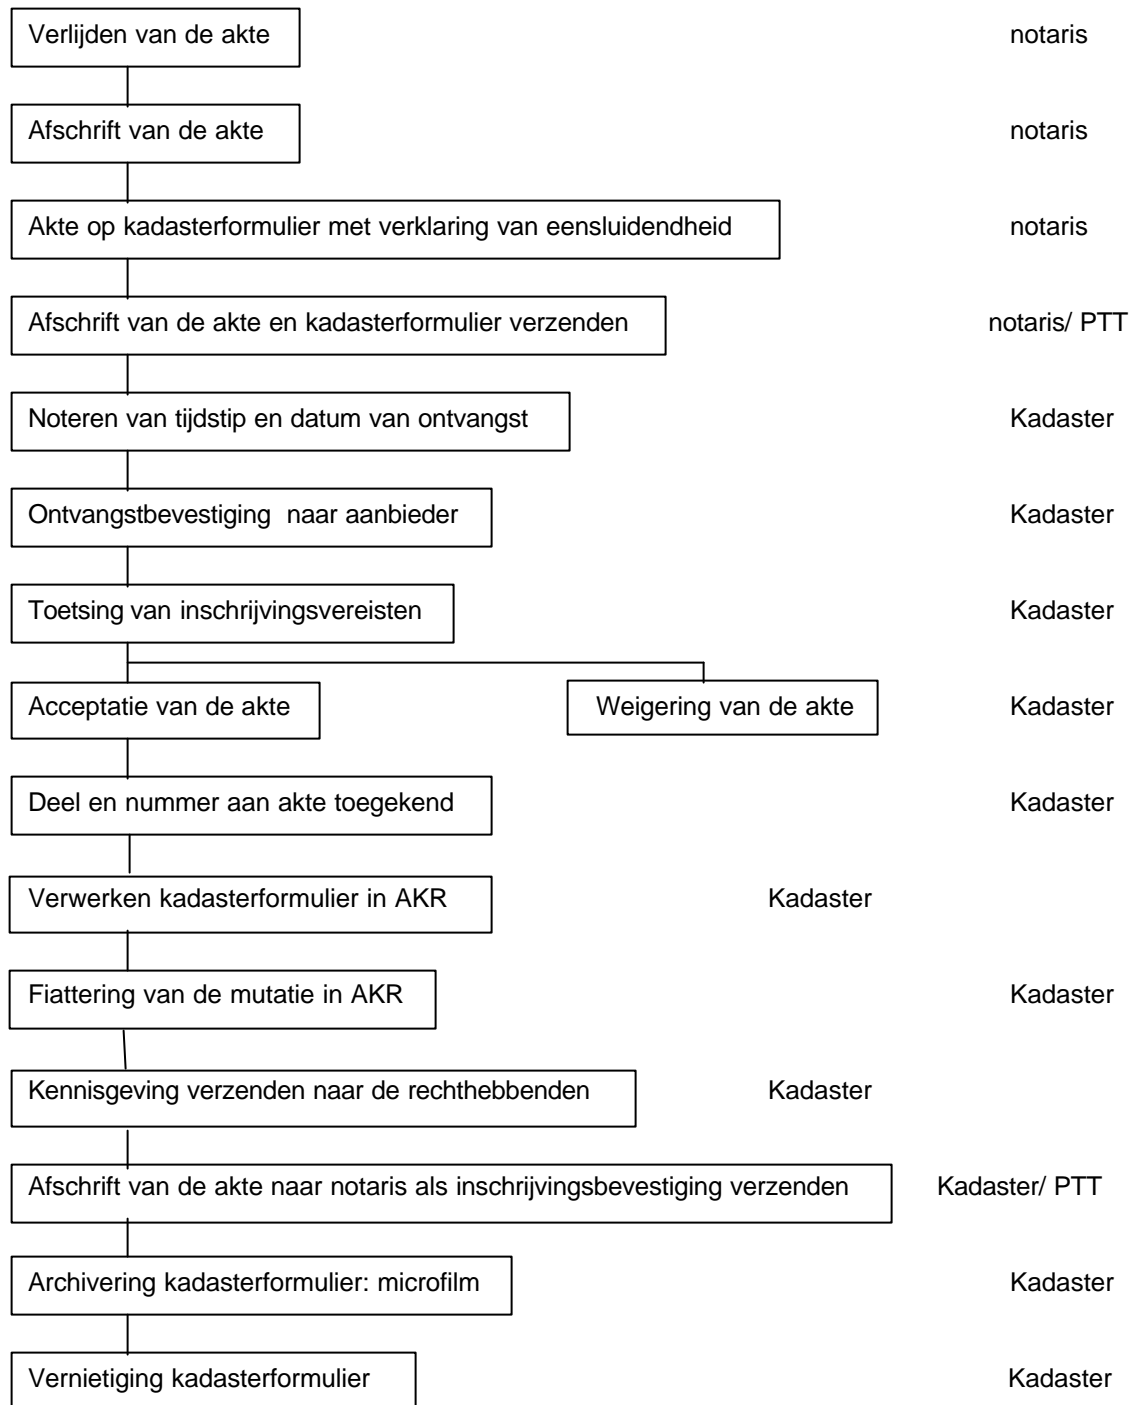 Verlijden van de akte notaris
Afschrift van de akte notaris
Akte op kadasterformulier met verklaring van eensluidendheid notaris
Afschrift van de akte en kadasterformulier verzenden notaris/ PTT
Noteren van tijdstip en datum van ontvangst Kadaster
Ontvangstbevestiging naar aanbieder Kadaster
Toetsing van inschrijvingsvereisten Kadaster
Acceptatie van de akte Weigering van de akte Kadaster
Deel en nummer aan akte toegekend Kadaster
Verwerken kadasterformulier in AKR Kadaster
Fiattering van de mutatie in AKR Kadaster
Kennisgeving verzenden naar de rechthebbenden Kadaster
Afschrift van de akte naar notaris als inschrijvingsbevestiging verzenden Kadaster/ PTT
Archivering kadasterformulier: microfilm Kadaster
Vernietiging kadasterformulier Kadaster